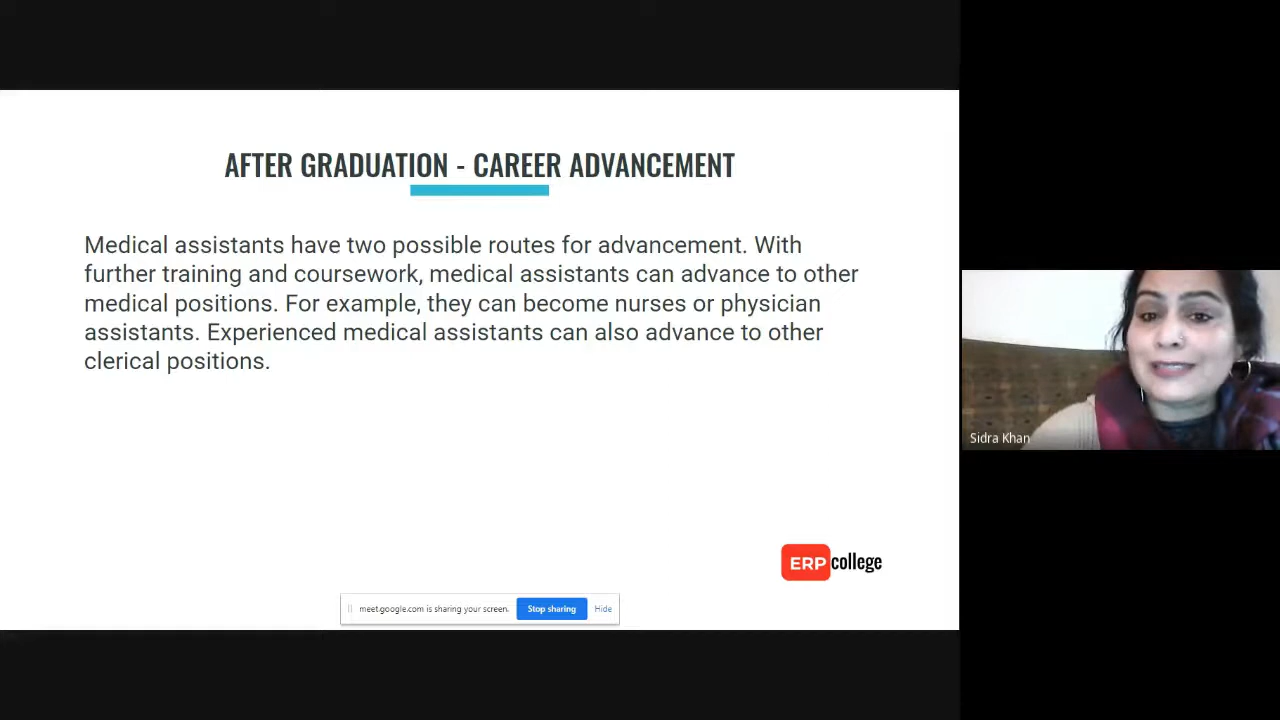 AFTER GRADUATION - CAREER ADVANCEMENT
Medical assistants have two possible routes for advancement. With
further training and coursework, medical assistants can advance to other
medical positions. For example, they can become nurses or physician
assistants. Experienced medical assistants can also advance to other
clerical positions.
Sidra Khan
ERP college
meet.google.com is sharing your screen. Stop sharing Hide